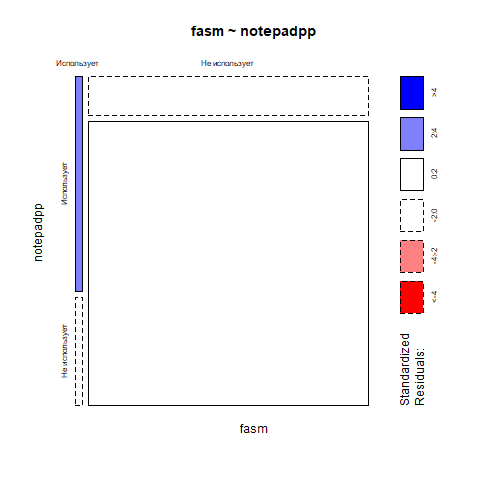 fasm ~ notepadpp
Использует
Не использует
notepadpp
Использует
Не использует
fasm
>4
2:4
0:2
-2:0
-4:-2
<-4
Standardized
Residuals: